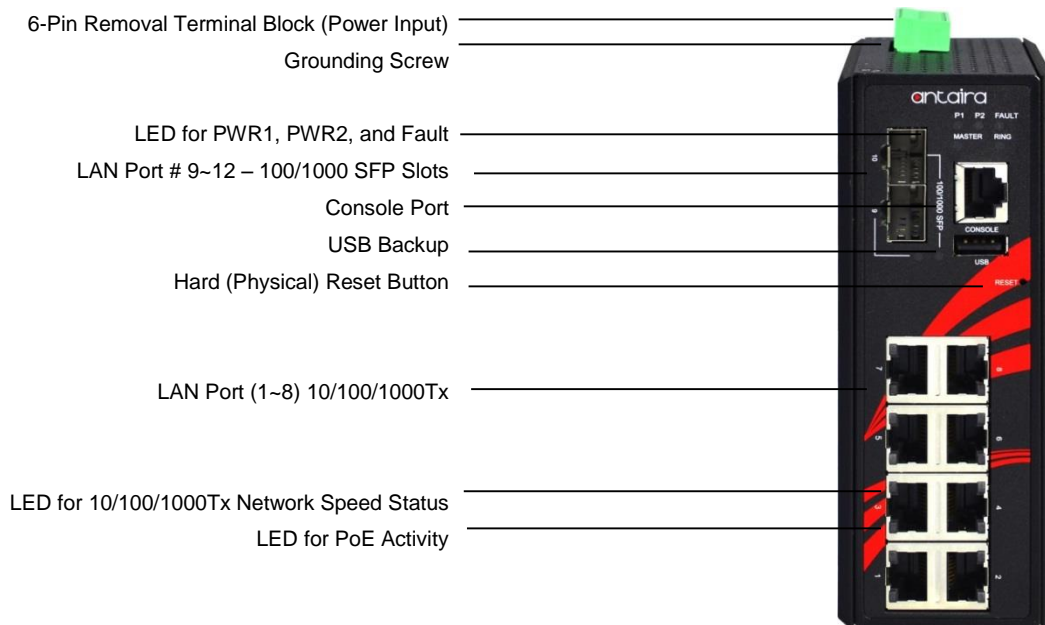 6-Pin Removal Terminal Block (Power Input)
Grounding Screw
LED for PWR1, PWR2, and Fault
LAN Port # 9~12 – 100/1000 SFP Slots
Console Port
USB Backup
Hard (Physical) Reset Button
LAN Port (1~8) 10/100/1000Tx
LED for 10/100/1000Tx Network Speed Status
LED for PoE Activity
antaira
P1 P2 FAULT
MASTER RING
10
9
100/1000 SFP
CONSOLE
USB
RESET
7 8
5 6
3 4
1 2